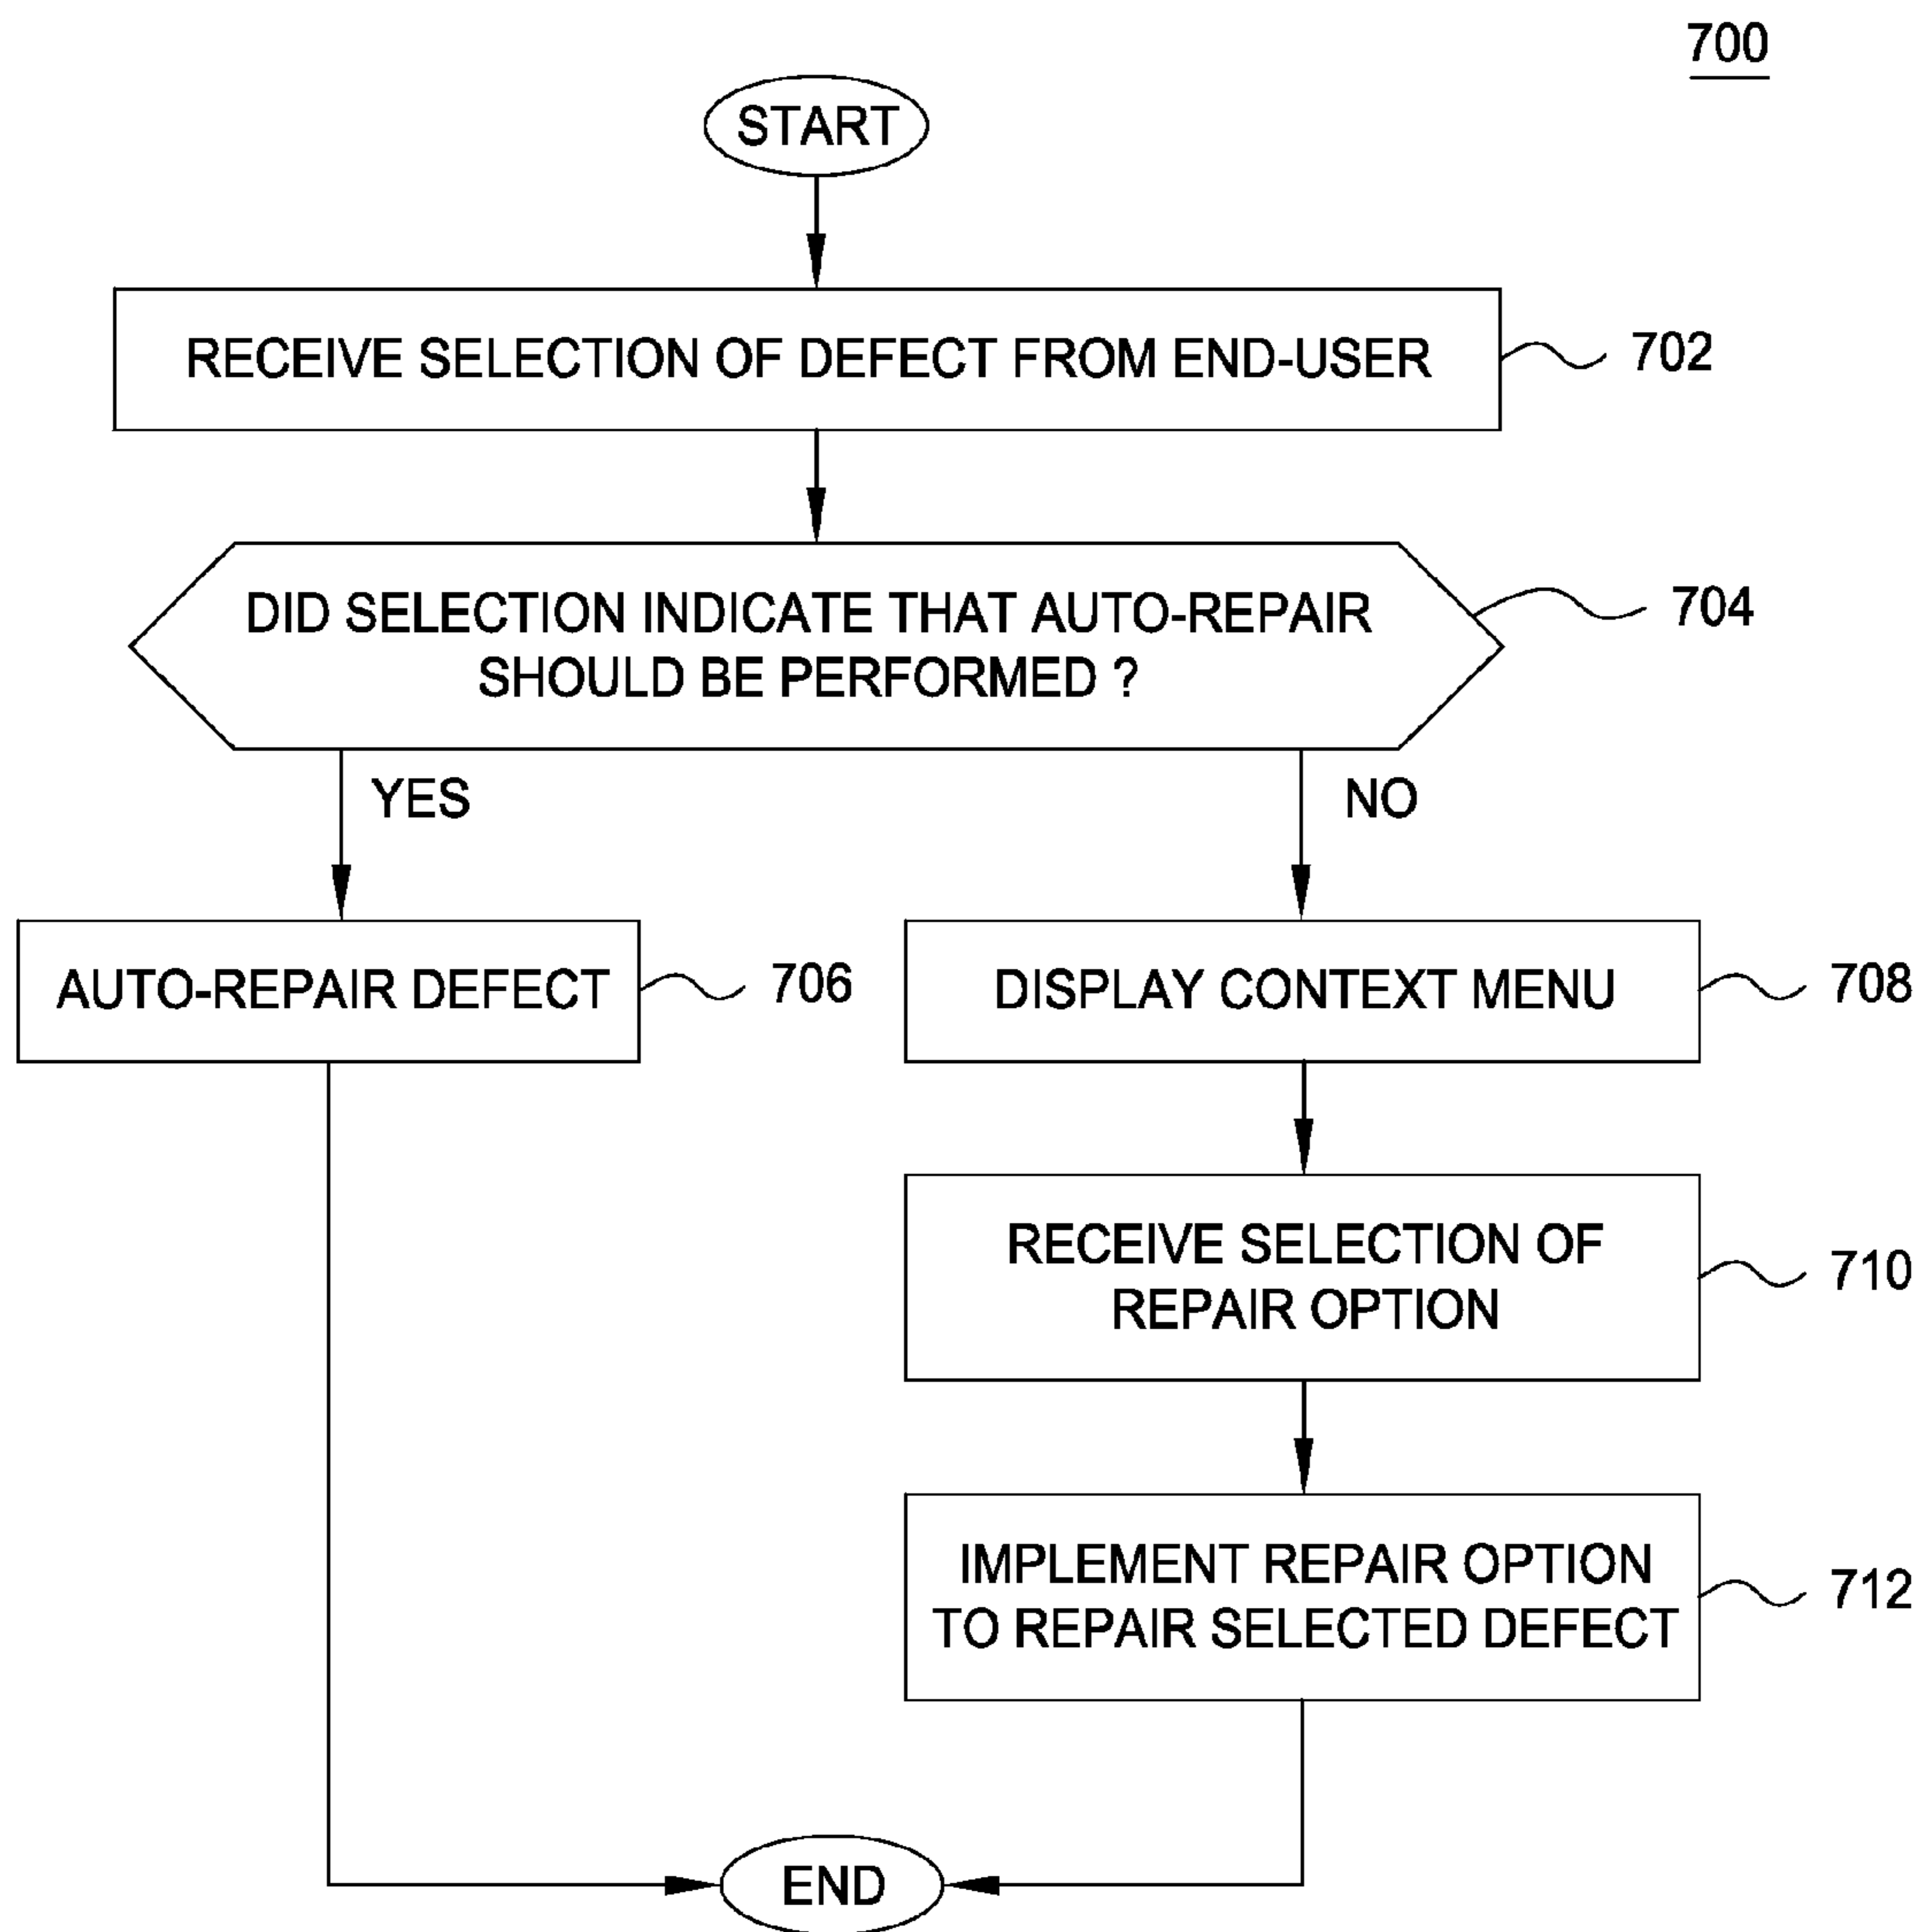 700
START
RECEIVE SELECTION OF DEFECT FROM END-USER
702
DID SELECTION INDICATE THAT AUTO-REPAIR
SHOULD BE PERFORMED ?
704
YES
NO
AUTO-REPAIR DEFECT
706
DISPLAY CONTEXT MENU
708
RECEIVE SELECTION OF
REPAIR OPTION
710
IMPLEMENT REPAIR OPTION
TO REPAIR SELECTED DEFECT
712
END